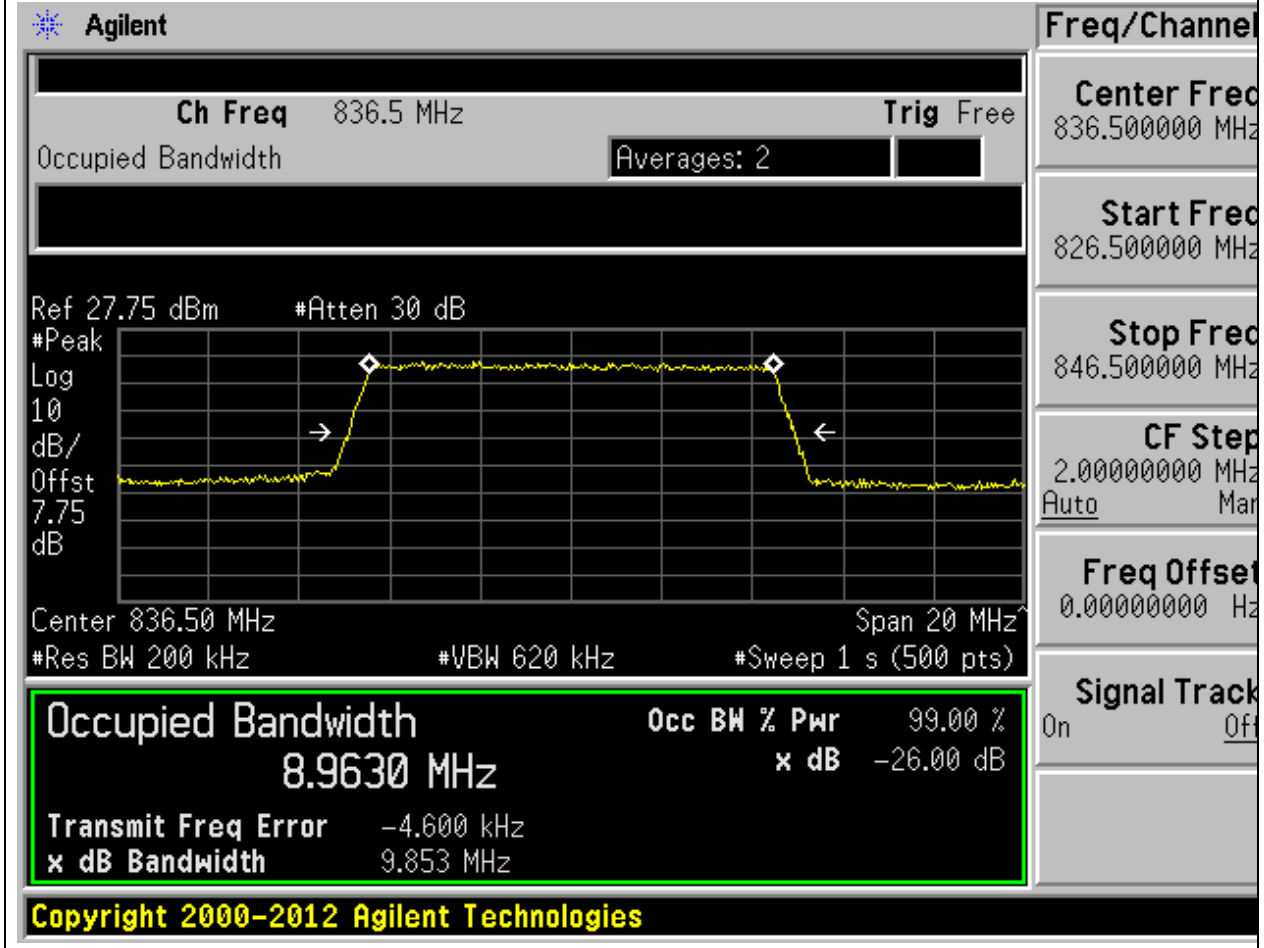 Agilent
Freq/Channel
Ch Freq 836.5 MHz Trig Free
Occupied Bandwidth Averages: 2
Center Freq
836.500000 MHz
Start Freq
826.500000 MHz
Stop Freq
846.500000 MHz
CF Step
2.00000000 MHz
Auto Man
Freq Offset
0.00000000 Hz
Signal Track
On Off
Ref 27.75 dBm #Atten 30 dB
#Peak
Log
10
dB/
Offst
7.75
dB
Center 836.50 MHz Span 20 MHz^
#Res BW 200 kHz #VBW 620 kHz #Sweep 1 s (500 pts)
Occupied Bandwidth Occ BW % Pwr 99.00 %
8.9630 MHz x dB -26.00 dB
Transmit Freq Error -4.600 kHz
x dB Bandwidth 9.853 MHz
Copyright 2000-2012 Agilent Technologies